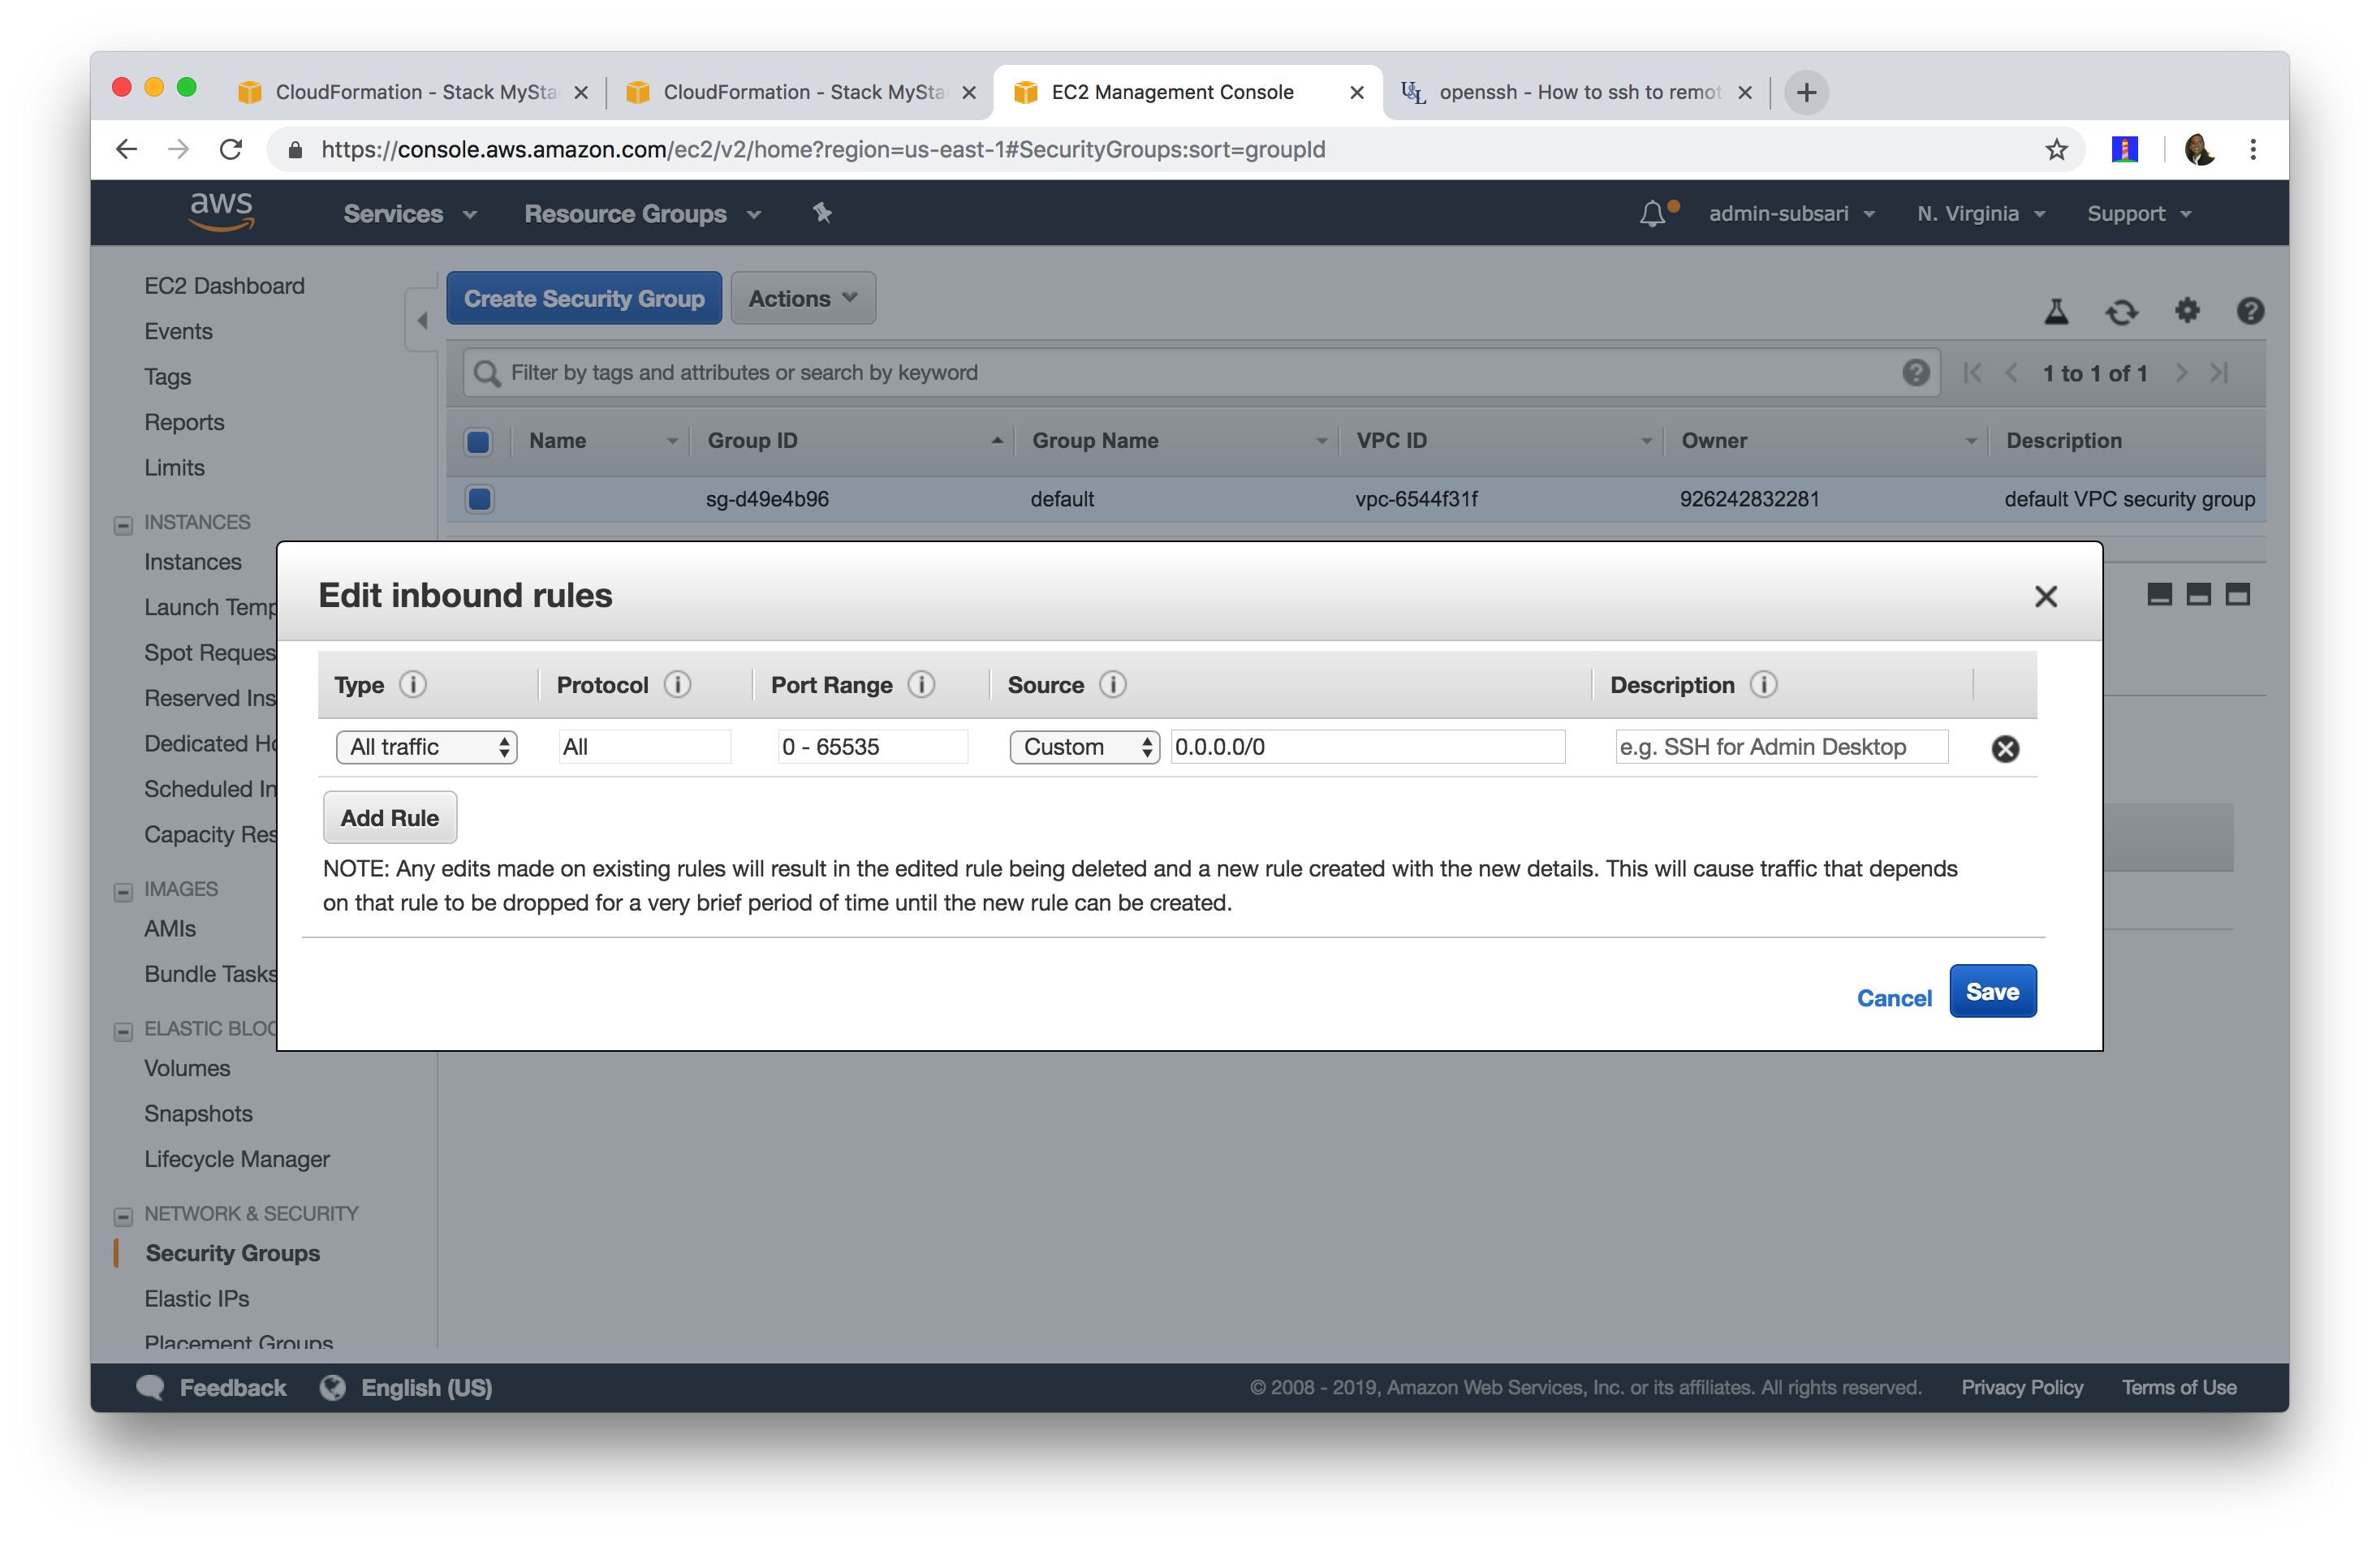 CloudFormation - Stack MySta
CloudFormation - Stack MySta
EC2 Management Console
openssh - How to ssh to remot
https://console.aws.amazon.com/ec2/v2/home?region=us-east-1#SecurityGroups:sort=groupId
aws
Services
Resource Groups
admin-subsari
N. Virginia
Support
EC2 Dashboard
Events
Tags
Reports
Limits
INSTANCES
Instances
Launch Temp
Spot Reques
Reserved Ins
Dedicated Ho
Scheduled In
Capacity Res
IMAGES
AMIs
Bundle Tasks
ELASTIC BLOC
Volumes
Snapshots
Lifecycle Manager
NETWORK & SECURITY
Security Groups
Elastic IPs
Placement Groups
Create Security Group
Actions
Filter by tags and attributes or search by keyword
1 to 1 of 1
Name Group ID Group Name VPC ID Owner Description
sg-d49e4b96 default vpc-6544f31f 926242832281 default VPC security group
Edit inbound rules
Type Protocol Port Range Source Description
All traffic All 0 - 65535 Custom 0.0.0.0/0 e.g. SSH for Admin Desktop
Add Rule
NOTE: Any edits made on existing rules will result in the edited rule being deleted and a new rule created with the new details. This will cause traffic that depends
on that rule to be dropped for a very brief period of time until the new rule can be created.
Cancel
Save
Feedback
English (US)
© 2008 - 2019, Amazon Web Services, Inc. or its affiliates. All rights reserved.
Privacy Policy
Terms of Use